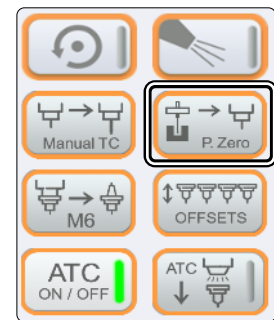 Manual TC
P. Zero
M6
OFFSETS
ATC
ON / OFF
ATC